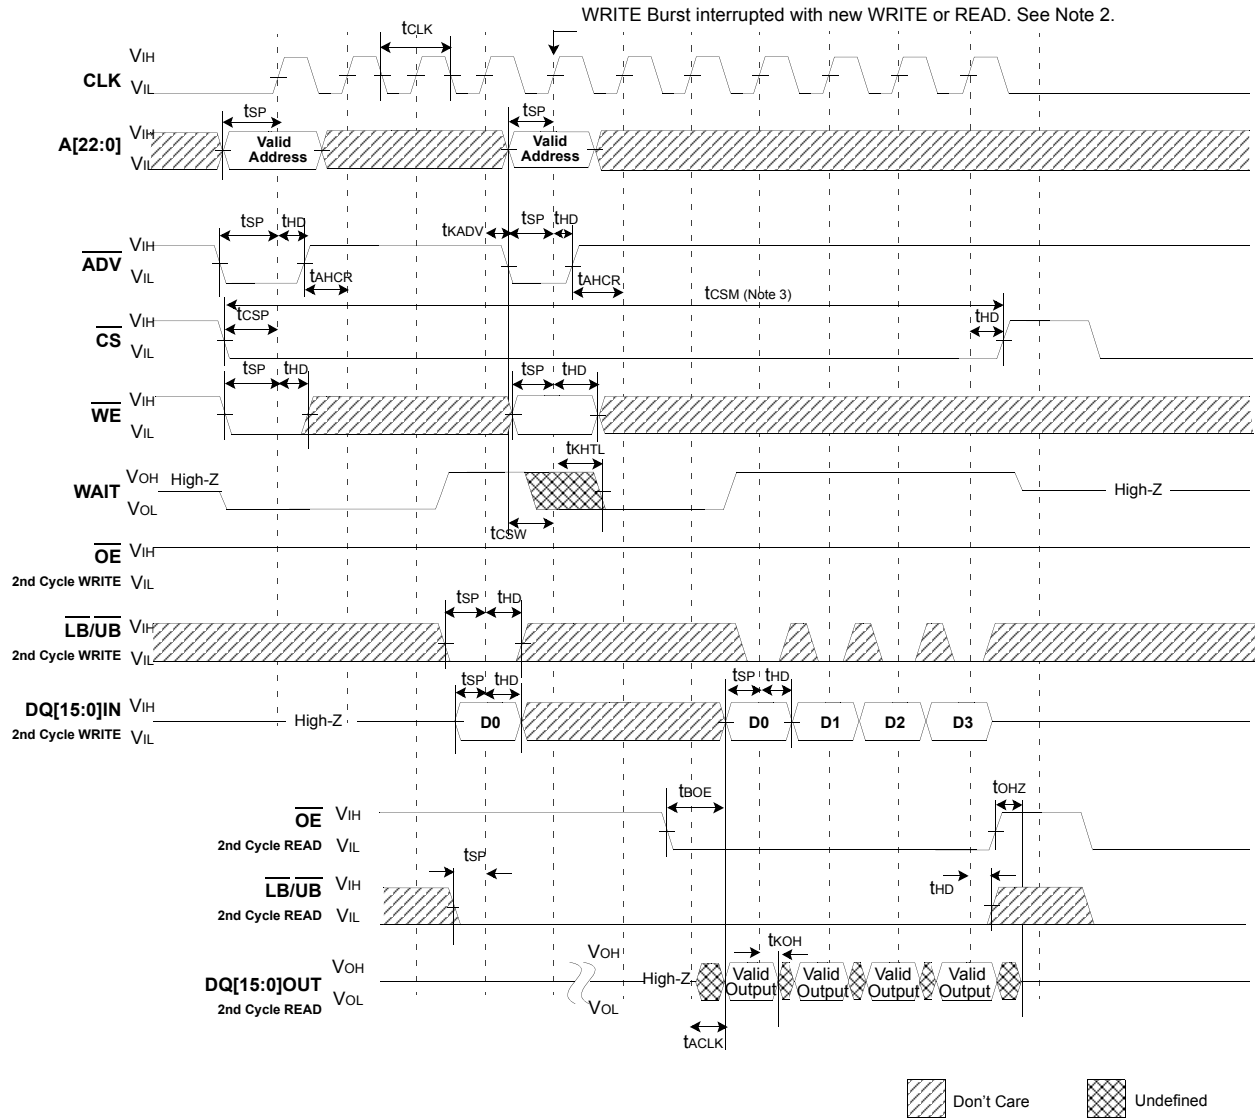 WRITE Burst interrupted with new WRITE or READ. See Note 2.
tCLK
VIH
CLK
VIL
tSP
tSP
VIH
A[22:0]
VIL
Valid
Address
Valid
Address
tSP
tHD
tKADV
tSP
tHD
VIH
ADV
VIL
tAHCR
tAHCR
tCSM (Note 3)
tCSP
tHD
VIH
CS
VIL
tSP
tHD
tSP
tHD
VIH
WE
VIL
tKHTL
VOH
High-Z
WAIT
VOL
High-Z
tCSW
OE
VIH
2nd Cycle WRITE
VIL
tSP
tHD
LB/UB
VIH
2nd Cycle WRITE
VIL
tSP
tHD
tSP
tHD
DQ[15:0]IN
VIH
2nd Cycle WRITE
VIL
High-Z
D0
D0
D1
D2
D3
tBOE
tOHZ
OE
VIH
2nd Cycle READ
VIL
tSP
tHD
LB/UB
VIH
2nd Cycle READ
VIL
tKOH
VOH
VOH
DQ[15:0]OUT
VOL
2nd Cycle READ
VOL
High-Z
Valid
Output
Valid
Output
Valid
Output
Valid
Output
tACLK
Don't Care
Undefined